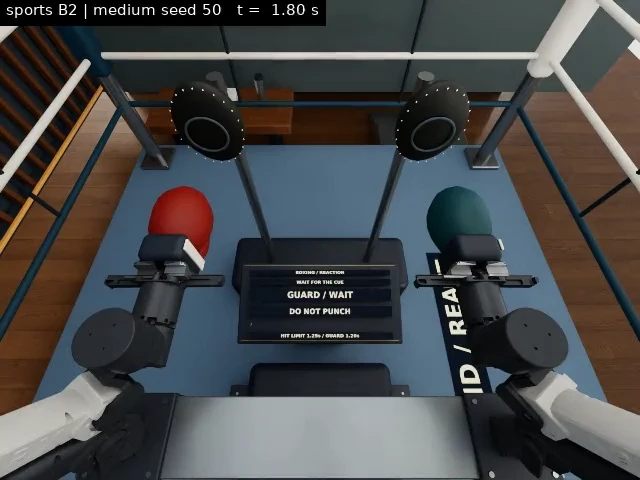 sports B2 | medium seed 50 t = 1.80 s
BOXING / REACTION
WAIT FOR THE CUE
GUARD / WAIT
DO NOT PUNCH
HIT LIMIT 1.25s / GUARD 1.20s